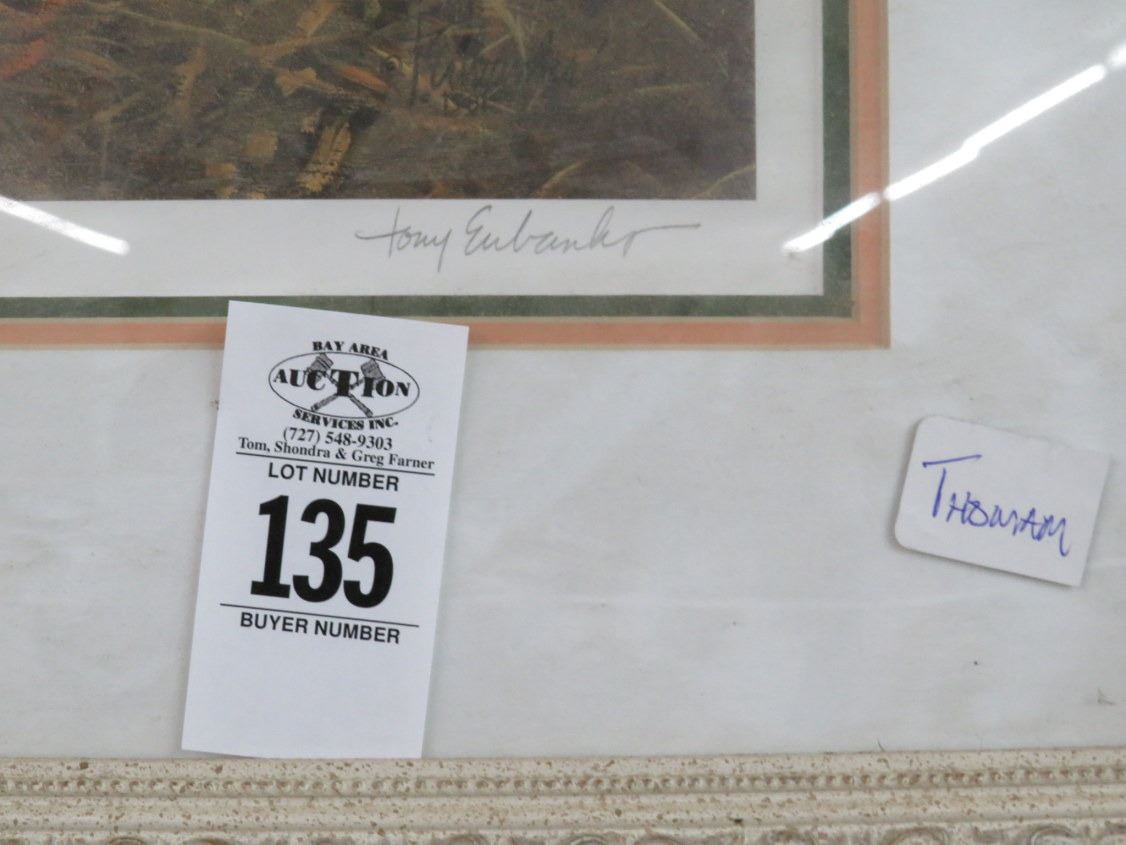 Tony Eubanks
BAY AREA
AUCTION
SERVICES INC.
(727) 548-9303
Tom, Shondra & Greg Farner
LOT NUMBER
135
BUYER NUMBER